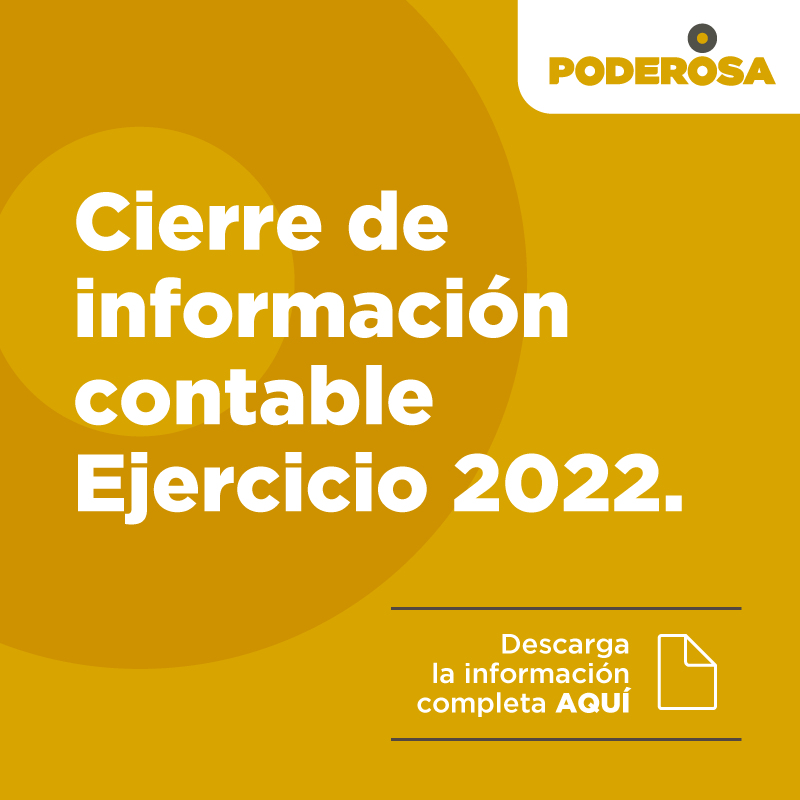 PODEROSA
Cierre de
información
contable
Ejercicio 2022.
Descarga
la información
completa AQUÍ